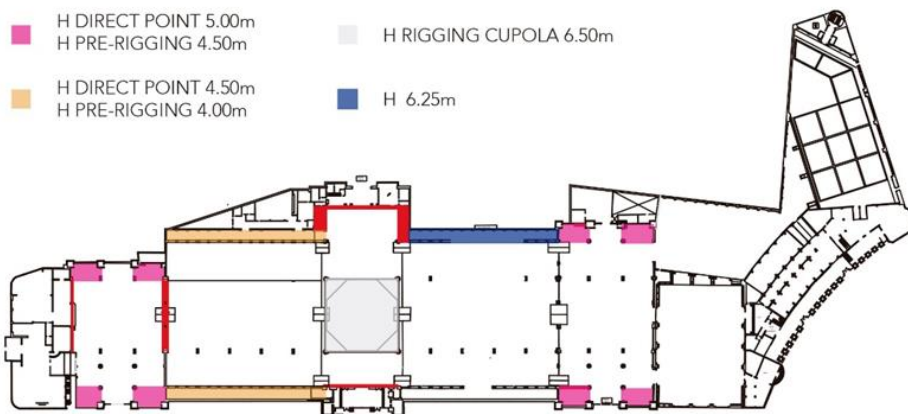 H DIRECT POINT 5.00m
H PRE-RIGGING 4.50m
H RIGGING CUPOLA 6.50m
H DIRECT POINT 4.50m
H PRE-RIGGING 4.00m
H 6.25m